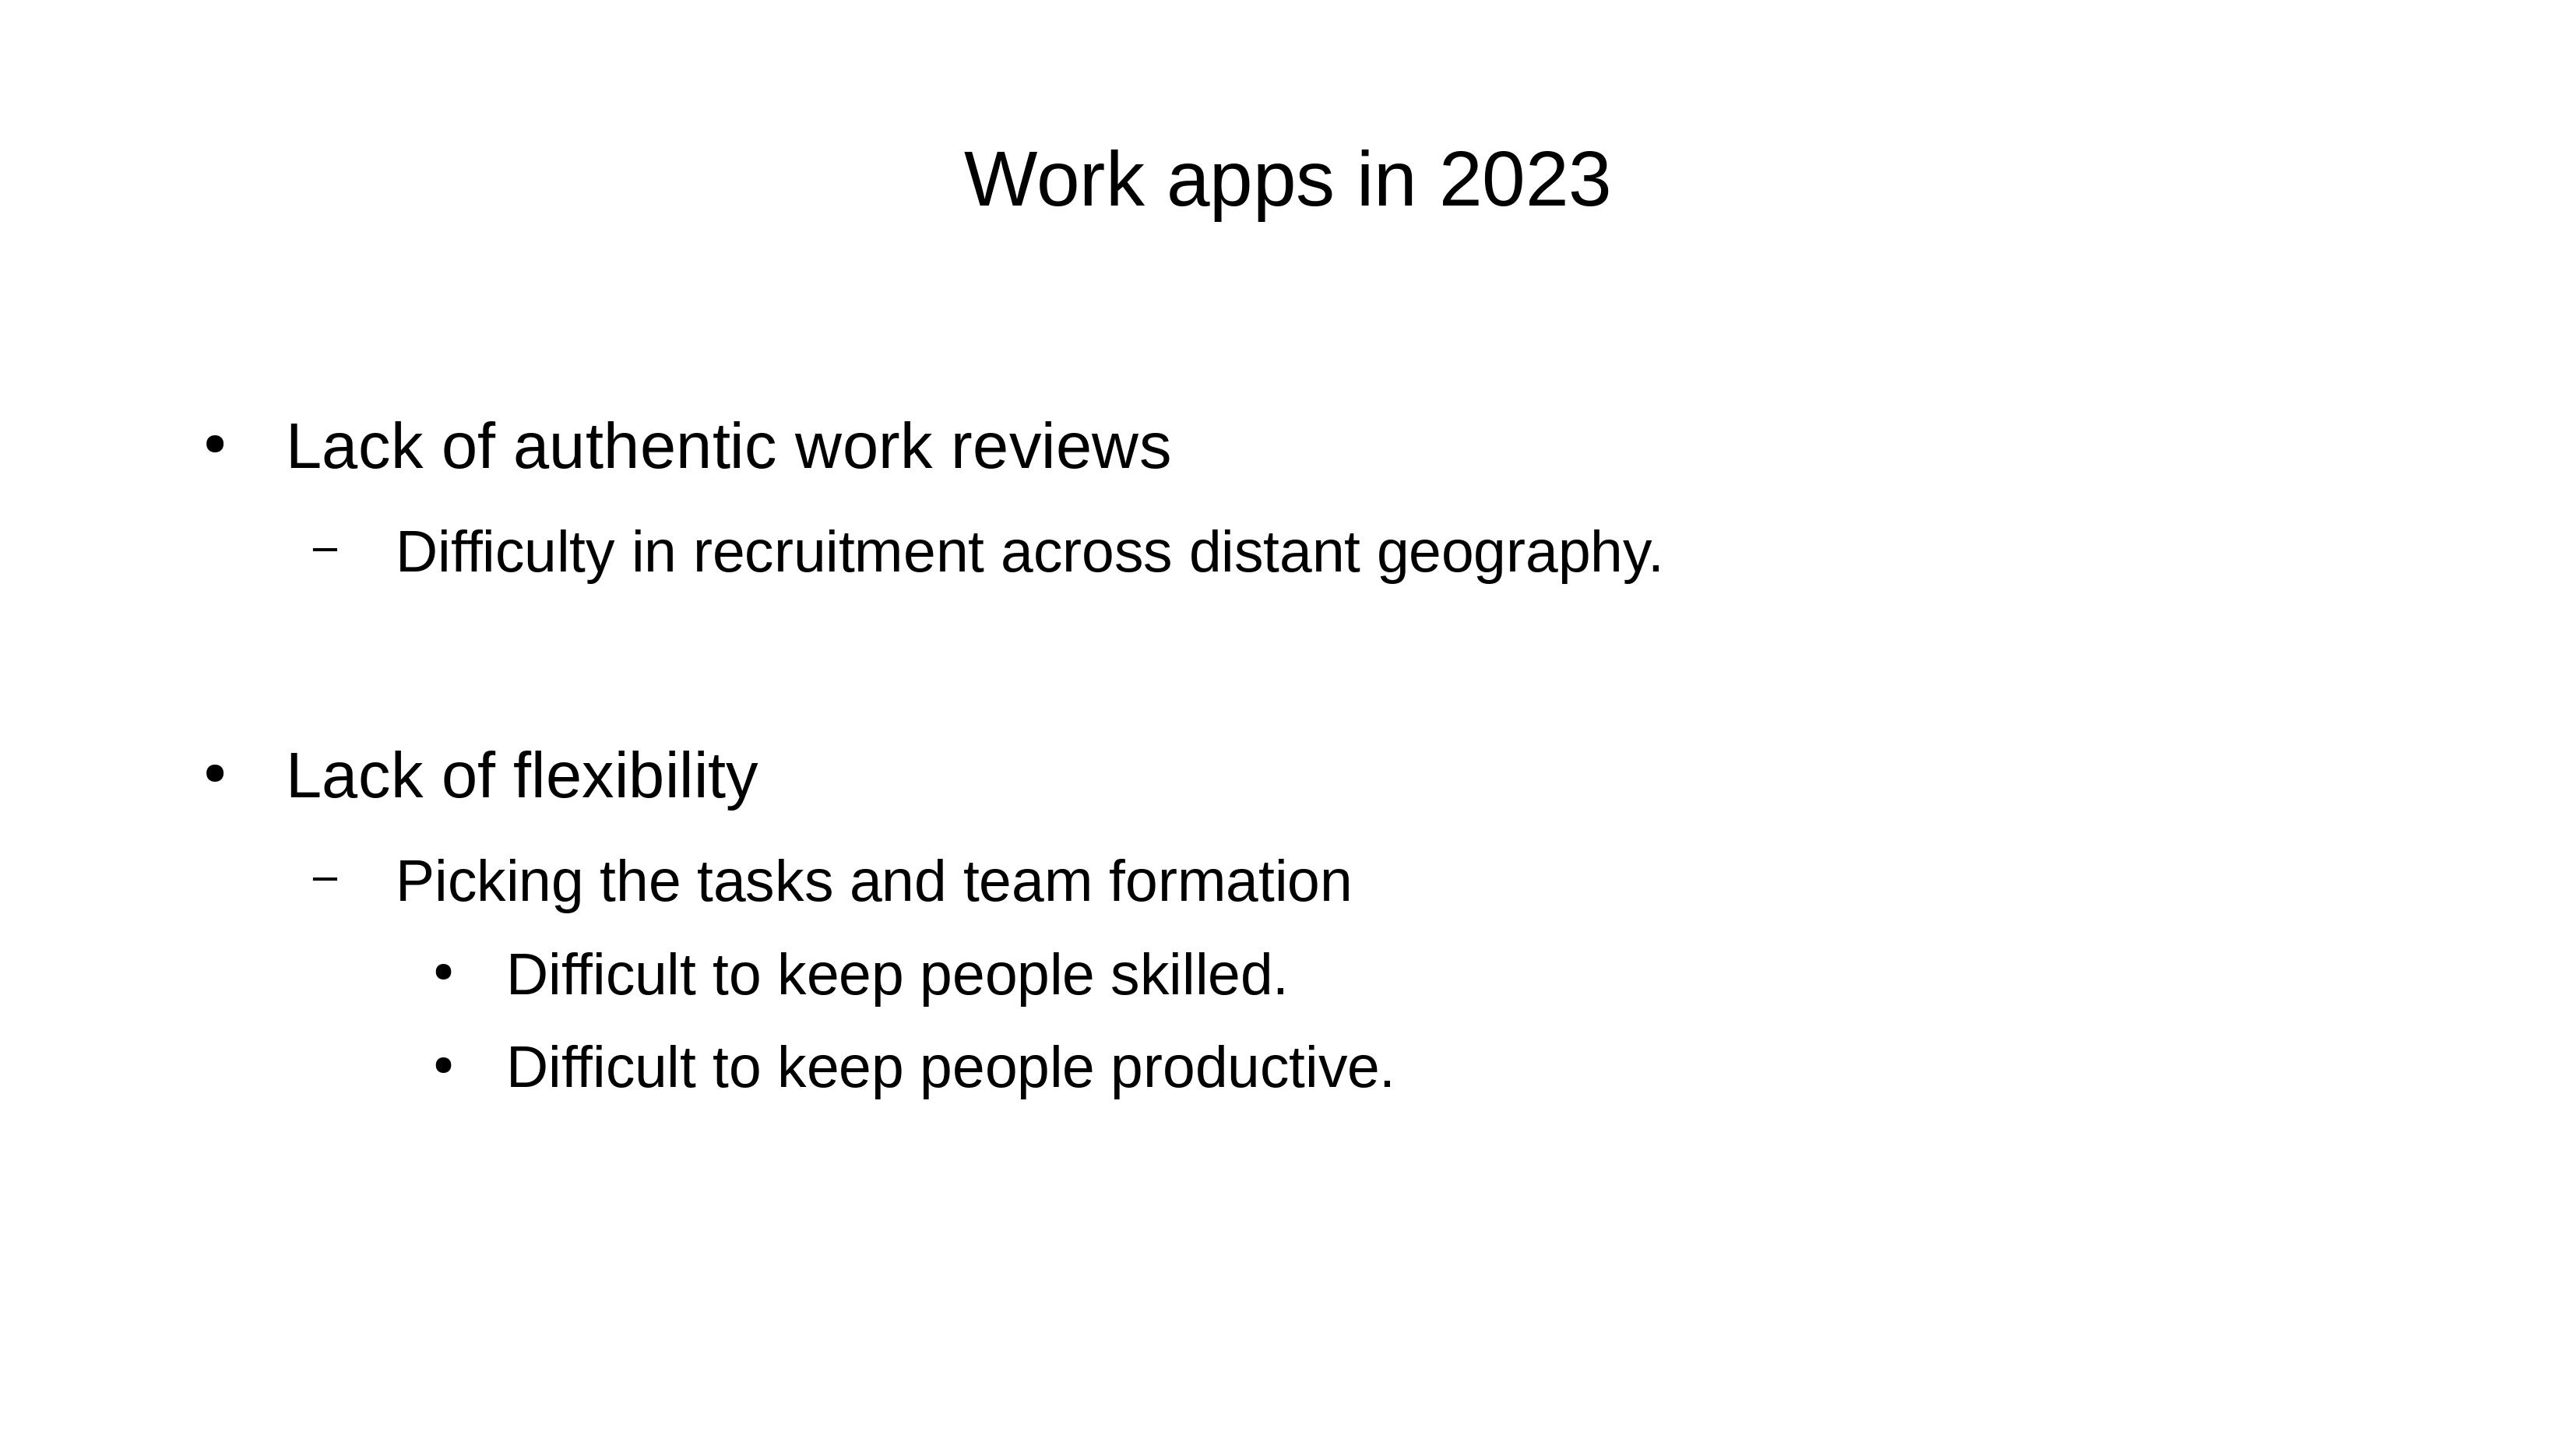 Work apps in 2023
• Lack of authentic work reviews
– Difficulty in recruitment across distant geography.
• Lack of flexibility
– Picking the tasks and team formation
• Difficult to keep people skilled.
• Difficult to keep people productive.